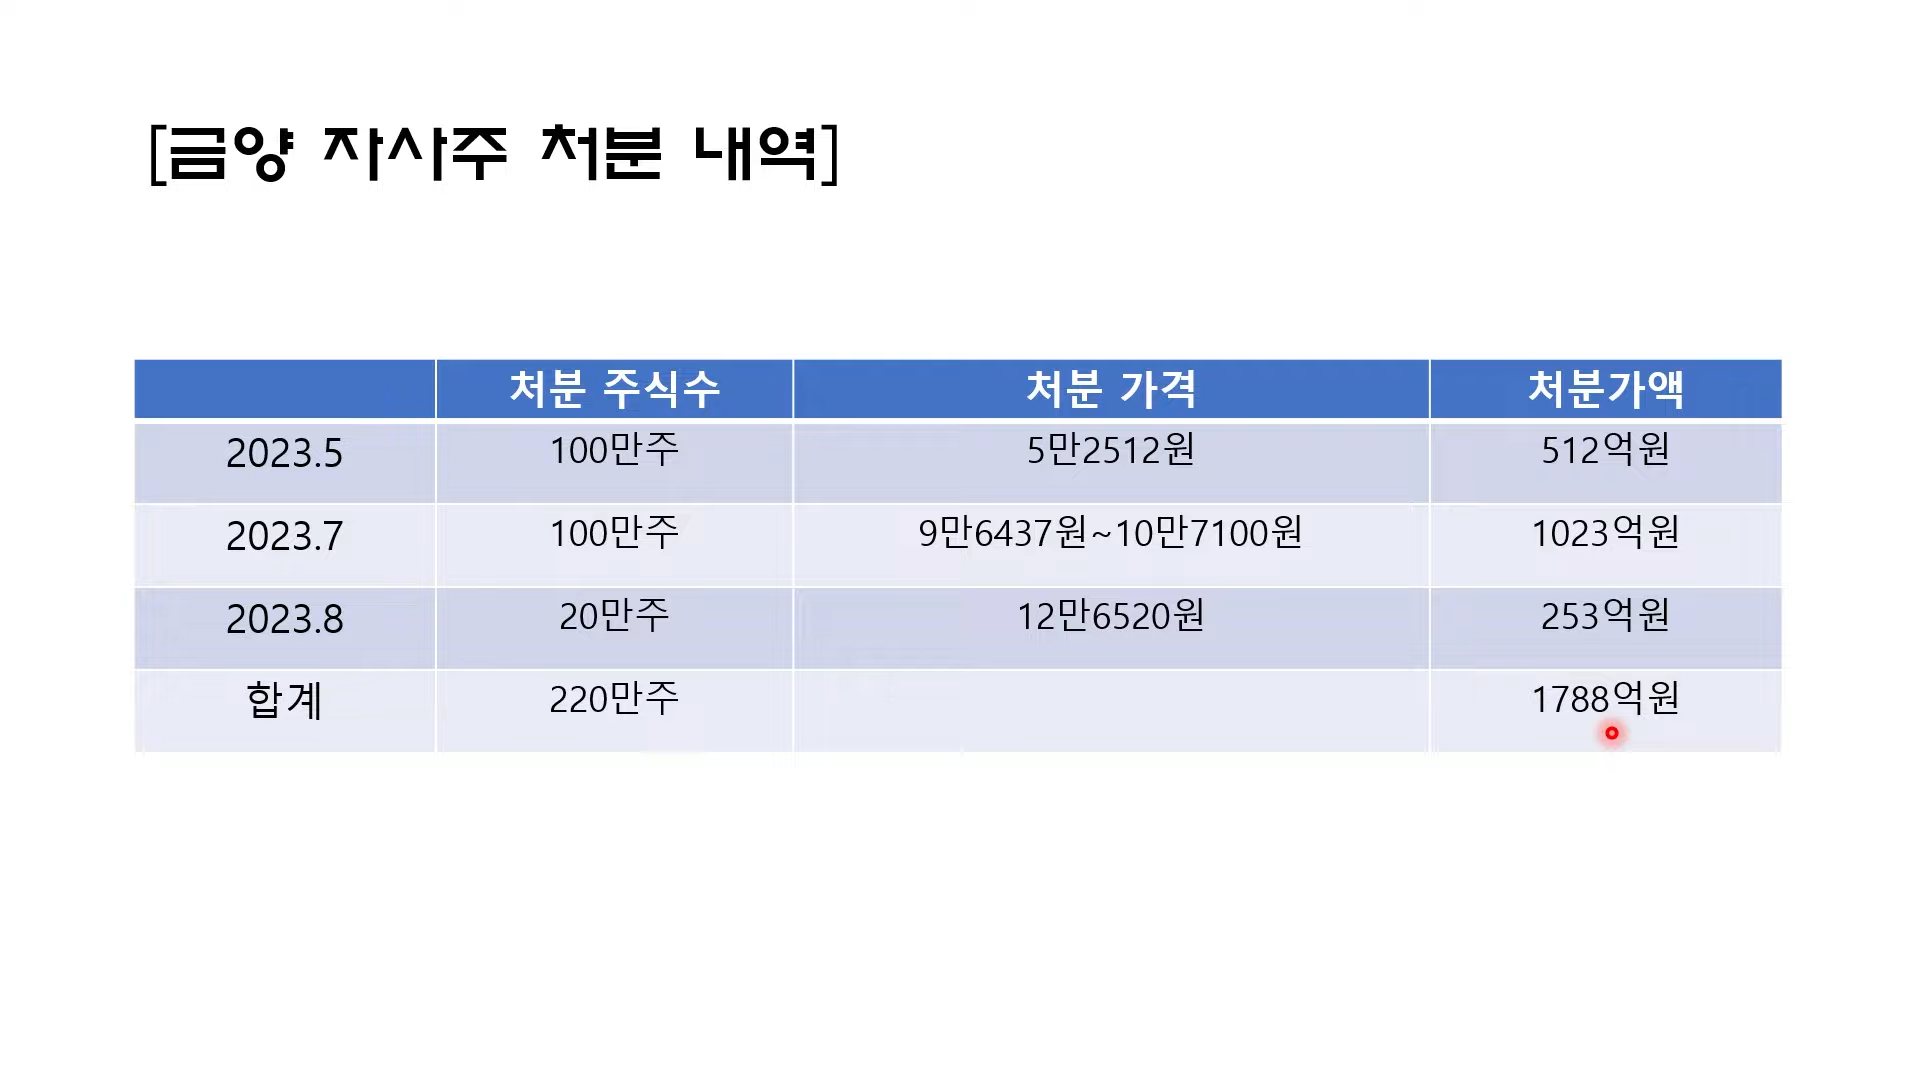 [금양 자사주 처분 내역]
처분 주식수 처분 가격 처분가액
2023.5 100만주 5만2512원 512억원
2023.7 100만주 9만6437원~10만7100원 1023억원
2023.8 20만주 12만6520원 253억원
합계 220만주 1788억원